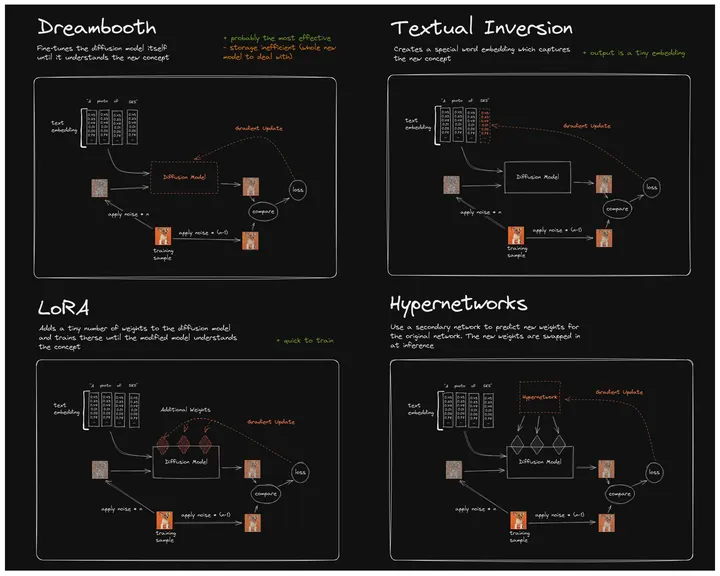 Dreambooth
Fine-tunes the diffusion model itself
until it understands the new concept
+ probably the most effective
- storage inefficient (whole new
model to deal with)
"A photo of SKS"
text
embedding
Gradient Update
Diffusion Model
loss
compare
apply noise * n
apply noise * (n-1)
training
sample
Textual Inversion
Creates a special word embedding which captures
the new concept
+ output is a tiny embedding
"A photo of SKS"
text
embedding
Gradient Update
Diffusion Model
loss
compare
apply noise * n
apply noise * (n-1)
training
sample
LoRA
Adds a tiny number of weights to the diffusion model
and trains therse until the modified model understands
the concept
+ quick to train
"A photo of SKS"
text
embedding
Additional Weights
Gradient Update
Diffusion Model
loss
compare
apply noise * n
apply noise * (n-1)
training
sample
Hypernetworks
Use a secondary network to predict new weights for
the original network. The new weights are swapped in
at inference
"A photo of SKS"
text
embedding
Hypernetwork
Gradient Update
Diffusion Model
loss
compare
apply noise * n
apply noise * (n-1)
training
sample